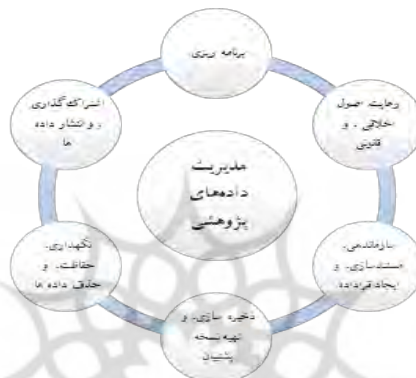 برنامه ریزی
رعایت اصول
اخلاقی، و
قانونی
سازماندهی،
مستندسازی، و
ایجاد فراداده
ذخیره سازی، و
تهیه نسخه
پشتیبان
نگهداری،
حفاظت، و
حذف داده ها
اشتراک گذاری
و انتشار داده
ها
مدیریت
داده‌های
پژوهشی